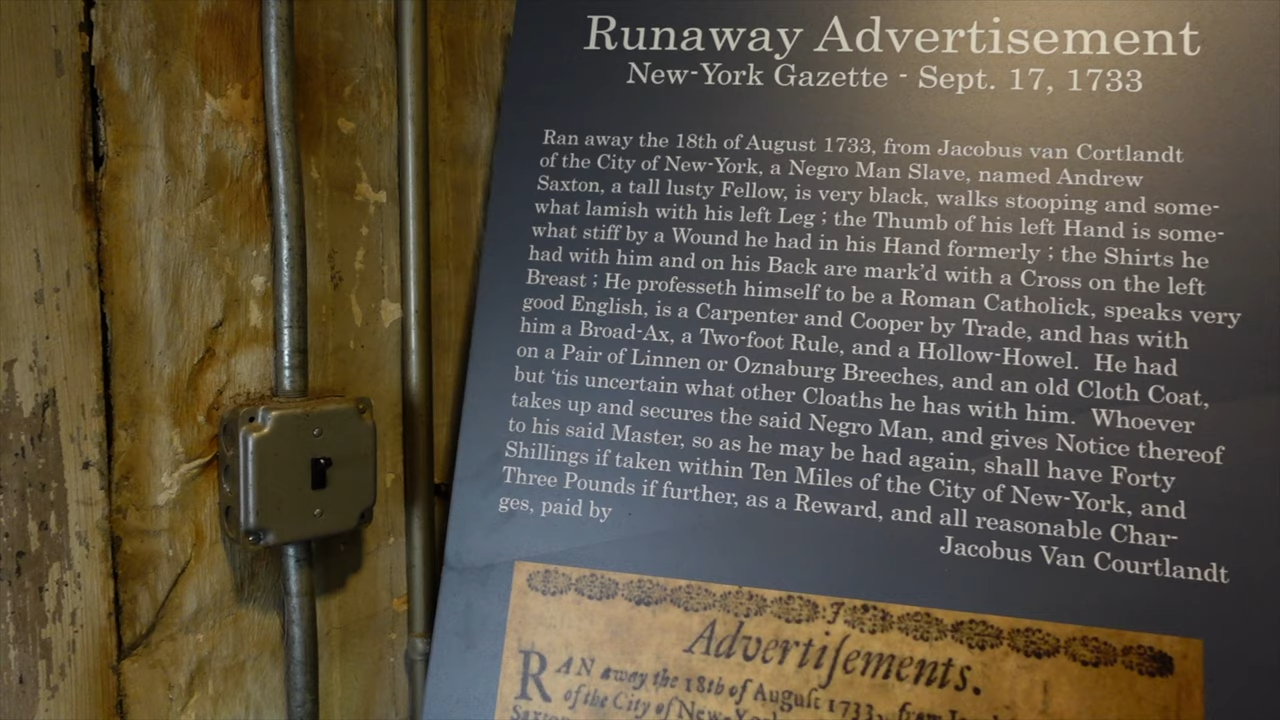 Runaway Advertisement
New-York Gazette - Sept. 17, 1733
Ran away the 18th of August 1733, from Jacobus van Cortlandt
of the City of New-York, a Negro Man Slave, named Andrew
Saxton, a tall lusty Fellow, is very black, walks stooping and some-
what lamish with his left Leg ; the Thumb of his left Hand is some-
what stiff by a Wound he had in his Hand formerly ; the Shirts he
had with him and on his Back are mark'd with a Cross on the left
Breast ; He professeth himself to be a Roman Catholick, speaks very
good English, is a Carpenter and Cooper by Trade, and has with
him a Broad-Ax, a Two-foot Rule, and a Hollow-Howel. He had
on a Pair of Linnen or Oznaburg Breeches, and an old Cloth Coat,
but ‘tis uncertain what other Cloaths he has with him. Whoever
takes up and secures the said Negro Man, and gives Notice thereof
to his said Master, so as he may be had again, shall have Forty
Shillings if taken within Ten Miles of the City of New-York, and
Three Pounds if further, as a Reward, and all reasonable Char-
ges, paid by
Jacobus Van Courtlandt
Advertiſements.
RAN away the 18th of Auguſt 1733, from
of the City of New-York